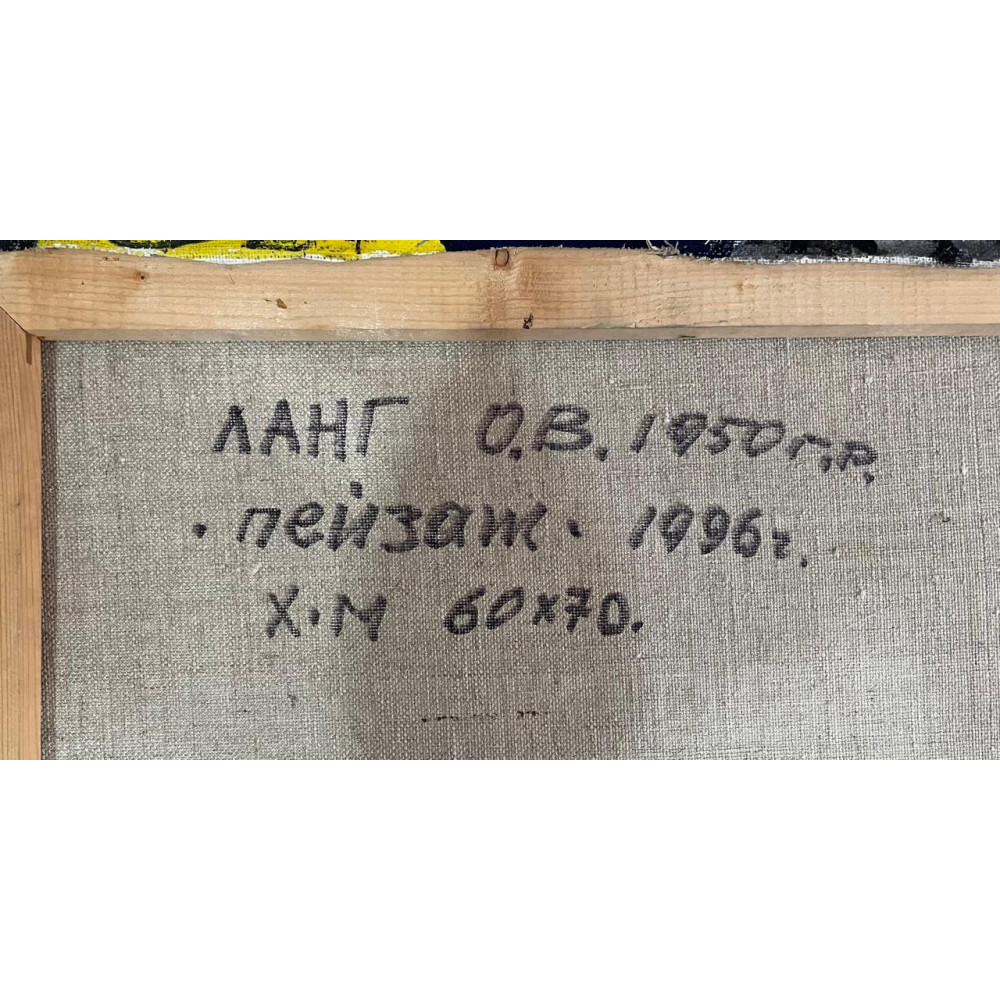 ЛАНГ О.В. 1950г.р.
· пейзаж · 1996г.
Х·М 60х70.